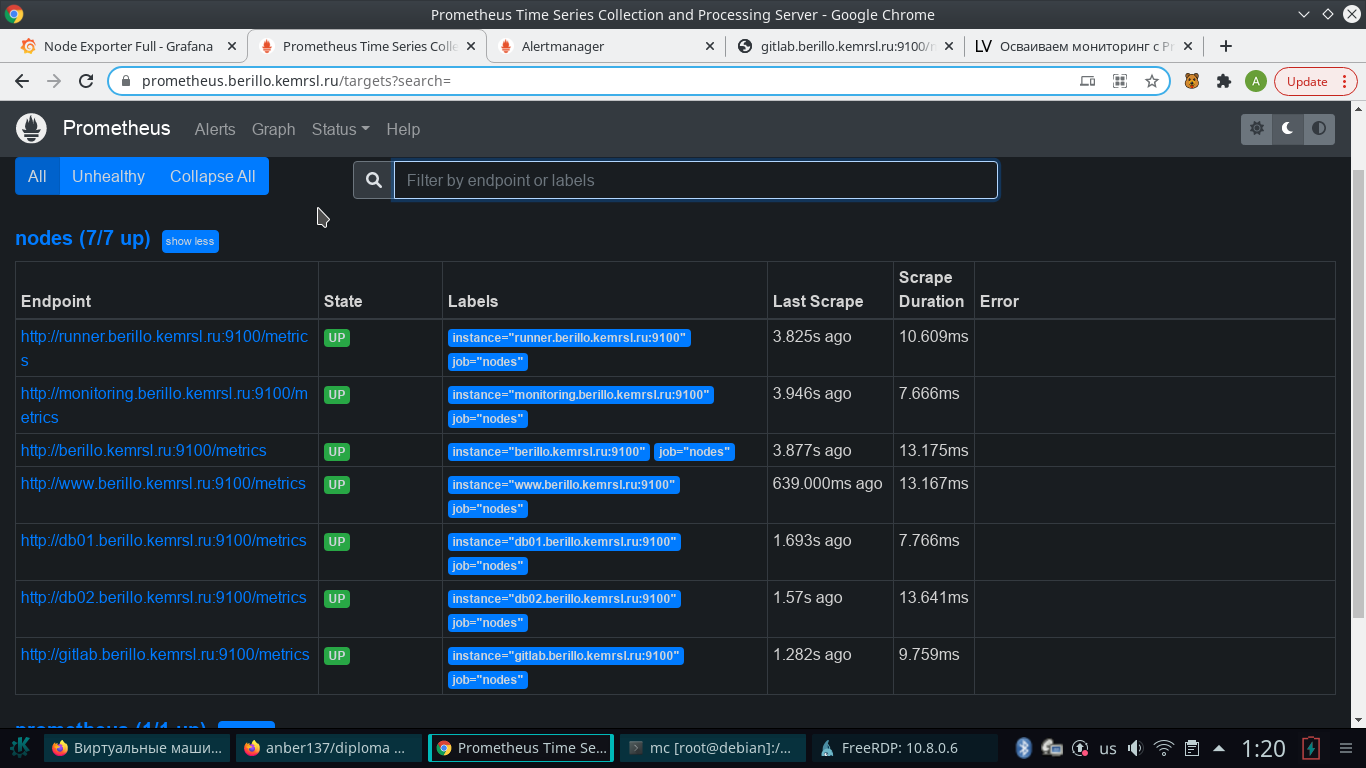 Prometheus Time Series Collection and Processing Server - Google Chrome
Node Exporter Full - Grafana
Prometheus Time Series Colle
Alertmanager
gitlab.berillo.kemrsl.ru:9100/m
LV Осваиваем мониторинг с Pr
prometheus.berillo.kemrsl.ru/targets?search=
A
Update
Prometheus Alerts Graph Status Help
All Unhealthy Collapse All
Filter by endpoint or labels
nodes (7/7 up) show less
Endpoint State Labels Last Scrape Scrape Duration Error
http://runner.berillo.kemrsl.ru:9100/metric
s
UP
instance="runner.berillo.kemrsl.ru:9100"
job="nodes"
3.825s ago
10.609ms
http://monitoring.berillo.kemrsl.ru:9100/m
etrics
UP
instance="monitoring.berillo.kemrsl.ru:9100"
job="nodes"
3.946s ago
7.666ms
http://berillo.kemrsl.ru:9100/metrics
UP
instance="berillo.kemrsl.ru:9100" job="nodes"
3.877s ago
13.175ms
http://www.berillo.kemrsl.ru:9100/metrics
UP
instance="www.berillo.kemrsl.ru:9100"
job="nodes"
639.000ms ago
13.167ms
http://db01.berillo.kemrsl.ru:9100/metrics
UP
instance="db01.berillo.kemrsl.ru:9100"
job="nodes"
1.693s ago
7.766ms
http://db02.berillo.kemrsl.ru:9100/metrics
UP
instance="db02.berillo.kemrsl.ru:9100"
job="nodes"
1.57s ago
13.641ms
http://gitlab.berillo.kemrsl.ru:9100/metrics
UP
instance="gitlab.berillo.kemrsl.ru:9100"
job="nodes"
1.282s ago
9.759ms
prometheus (1/1 up)
Виртуальные маши...
anber137/diploma ...
Prometheus Time Se...
mc [root@debian]:/...
FreeRDP: 10.8.0.6
us
1:20